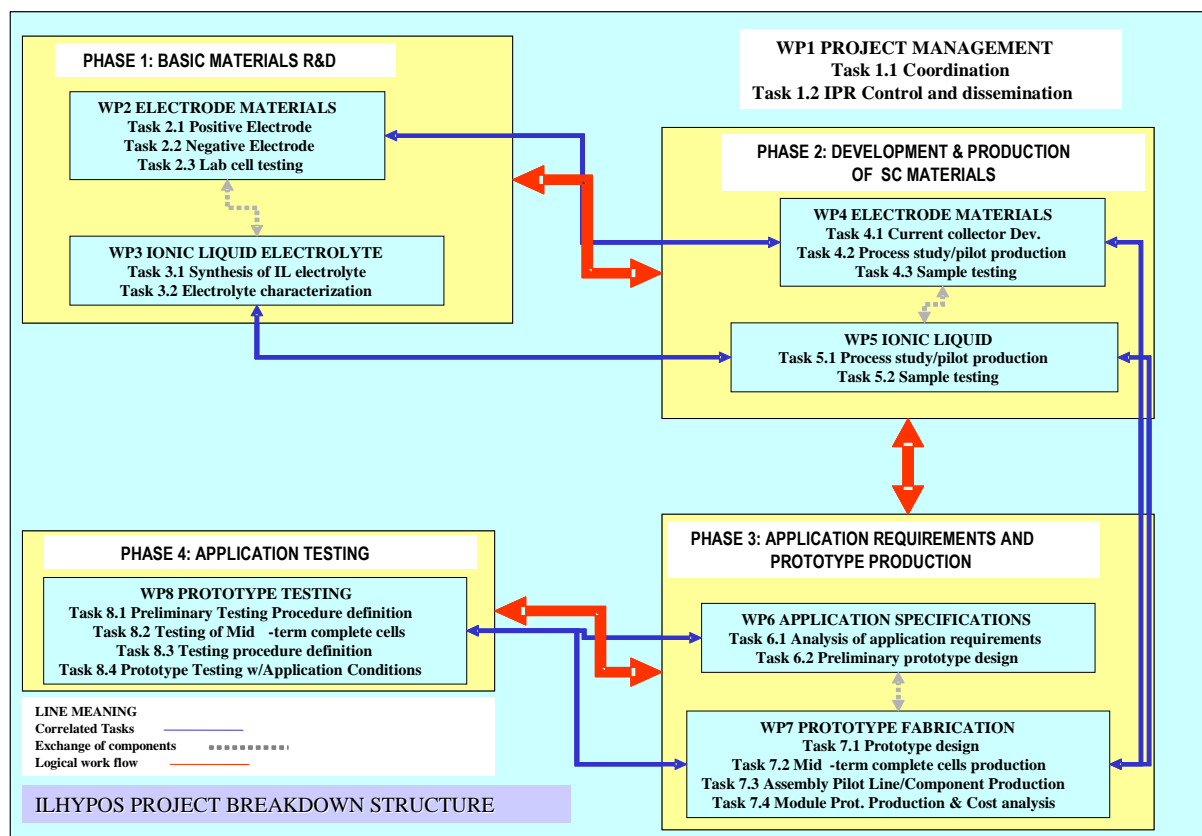 PHASE 1: BASIC MATERIALS R&D
WP2 ELECTRODE MATERIALS
Task 2.1 Positive Electrode
Task 2.2 Negative Electrode
Task 2.3 Lab cell testing
WP3 IONIC LIQUID ELECTROLYTE
Task 3.1 Synthesis of IL electrolyte
Task 3.2 Electrolyte characterization
WP1 PROJECT MANAGEMENT
Task 1.1 Coordination
Task 1.2 IPR Control and dissemination
PHASE 2: DEVELOPMENT & PRODUCTION
OF SC MATERIALS
WP4 ELECTRODE MATERIALS
Task 4.1 Current collector Dev.
Task 4.2 Process study/pilot production
Task 4.3 Sample testing
WP5 IONIC LIQUID
Task 5.1 Process study/pilot production
Task 5.2 Sample testing
PHASE 3: APPLICATION REQUIREMENTS AND
PROTOTYPE PRODUCTION
WP6 APPLICATION SPECIFICATIONS
Task 6.1 Analysis of application requirements
Task 6.2 Preliminary prototype design
WP7 PROTOTYPE FABRICATION
Task 7.1 Prototype design
Task 7.2 Mid -term complete cells production
Task 7.3 Assembly Pilot Line/Component Production
Task 7.4 Module Prot. Production & Cost analysis
PHASE 4: APPLICATION TESTING
WP8 PROTOTYPE TESTING
Task 8.1 Preliminary Testing Procedure definition
Task 8.2 Testing of Mid -term complete cells
Task 8.3 Testing procedure definition
Task 8.4 Prototype Testing w/Application Conditions
LINE MEANING
Correlated Tasks
Exchange of components
Logical work flow
ILHYPOS PROJECT BREAKDOWN STRUCTURE